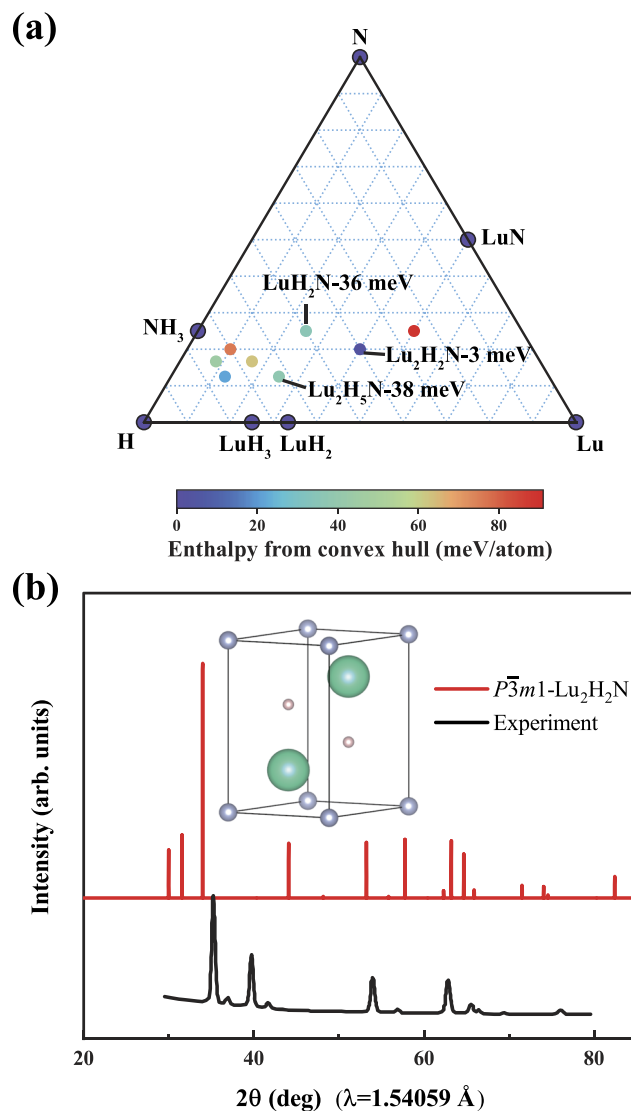 (a)
N
LuN
LuH₂N-36 meV
NH₃
Lu₂H₂N-3 meV
Lu₂H₅N-38 meV
H
LuH₃
LuH₂
Lu
0
20
40
60
80
Enthalpy from convex hull (meV/atom)
(b)
P3̅m1-Lu₂H₂N
Experiment
Intensity (arb. units)
20
40
60
80
2θ (deg) (λ=1.54059 Å)